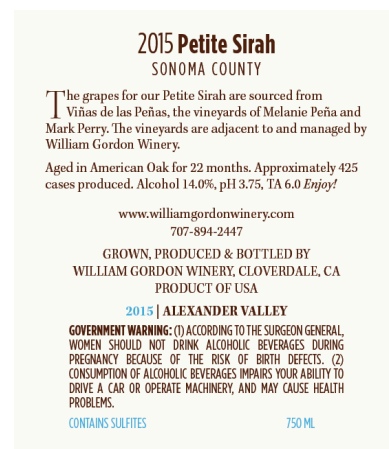 2015 Petite Sirah
SONOMA COUNTY
The grapes for our Petite Sirah are sourced from
Viñas de las Peñas, the vineyards of Melanie Peña and
Mark Perry. The vineyards are adjacent to and managed by
William Gordon Winery.
Aged in American Oak for 22 months. Approximately 425
cases produced. Alcohol 14.0%, pH 3.75, TA 6.0 Enjoy!
www.williamgordonwinery.com
707-894-2447
GROWN, PRODUCED & BOTTLED BY
WILLIAM GORDON WINERY, CLOVERDALE, CA
PRODUCT OF USA
2015 | ALEXANDER VALLEY
GOVERNMENT WARNING: (1) ACCORDING TO THE SURGEON GENERAL,
WOMEN SHOULD NOT DRINK ALCOHOLIC BEVERAGES DURING
PREGNANCY BECAUSE OF THE RISK OF BIRTH DEFECTS. (2)
CONSUMPTION OF ALCOHOLIC BEVERAGES IMPAIRS YOUR ABILITY TO
DRIVE A CAR OR OPERATE MACHINERY, AND MAY CAUSE HEALTH
PROBLEMS.
CONTAINS SULFITES 750 ML